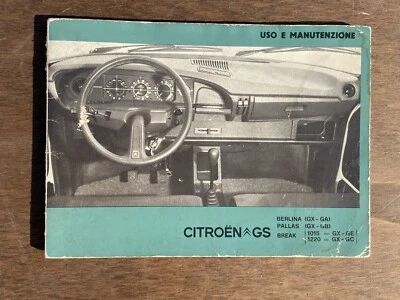 USO E MANUTENZIONE
CITROËN GS
BERLINA (GX - GA)
PALLAS (GX - GB)
BREAK
1015 - GX - GE
1220 - GX - GC